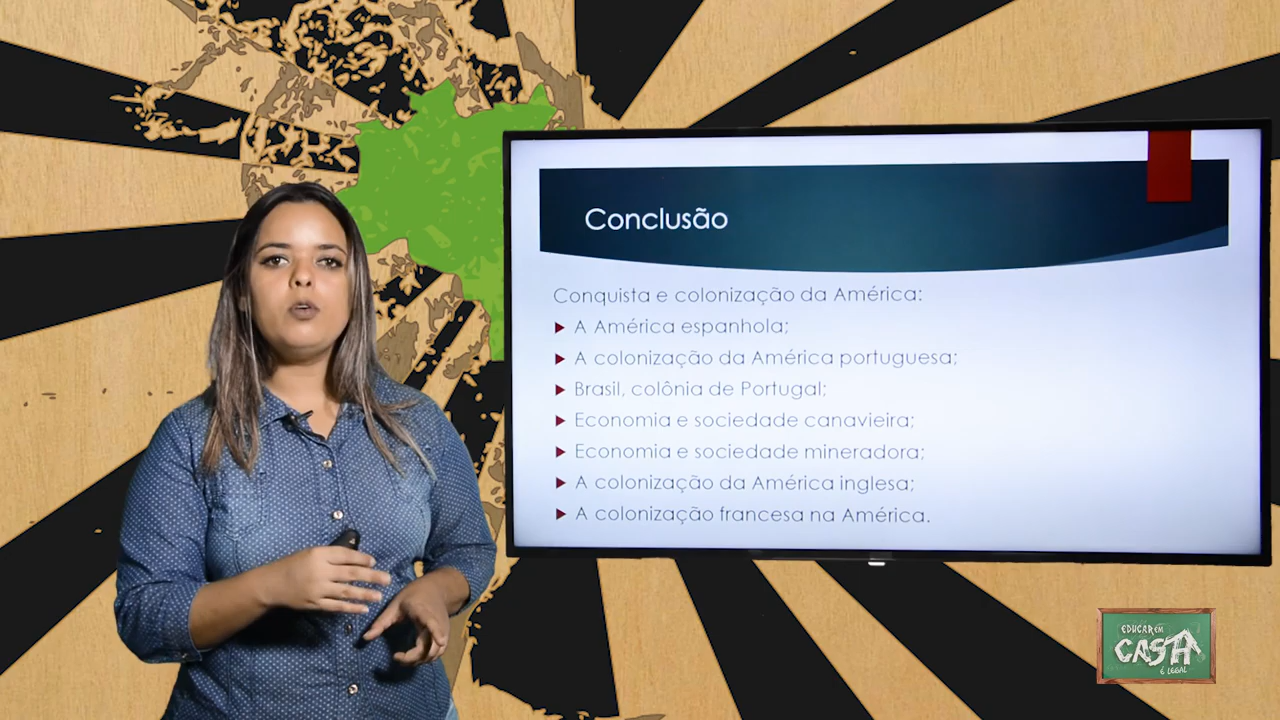 Conclusão
Conquista e colonização da América:
A América espanhola;
A colonização da América portuguesa;
Brasil, colônia de Portugal;
Economia e sociedade canavieira;
Economia e sociedade mineradora;
A colonização da América inglesa;
A colonização francesa na América.
EDUCAR EM
CASA
É LEGAL